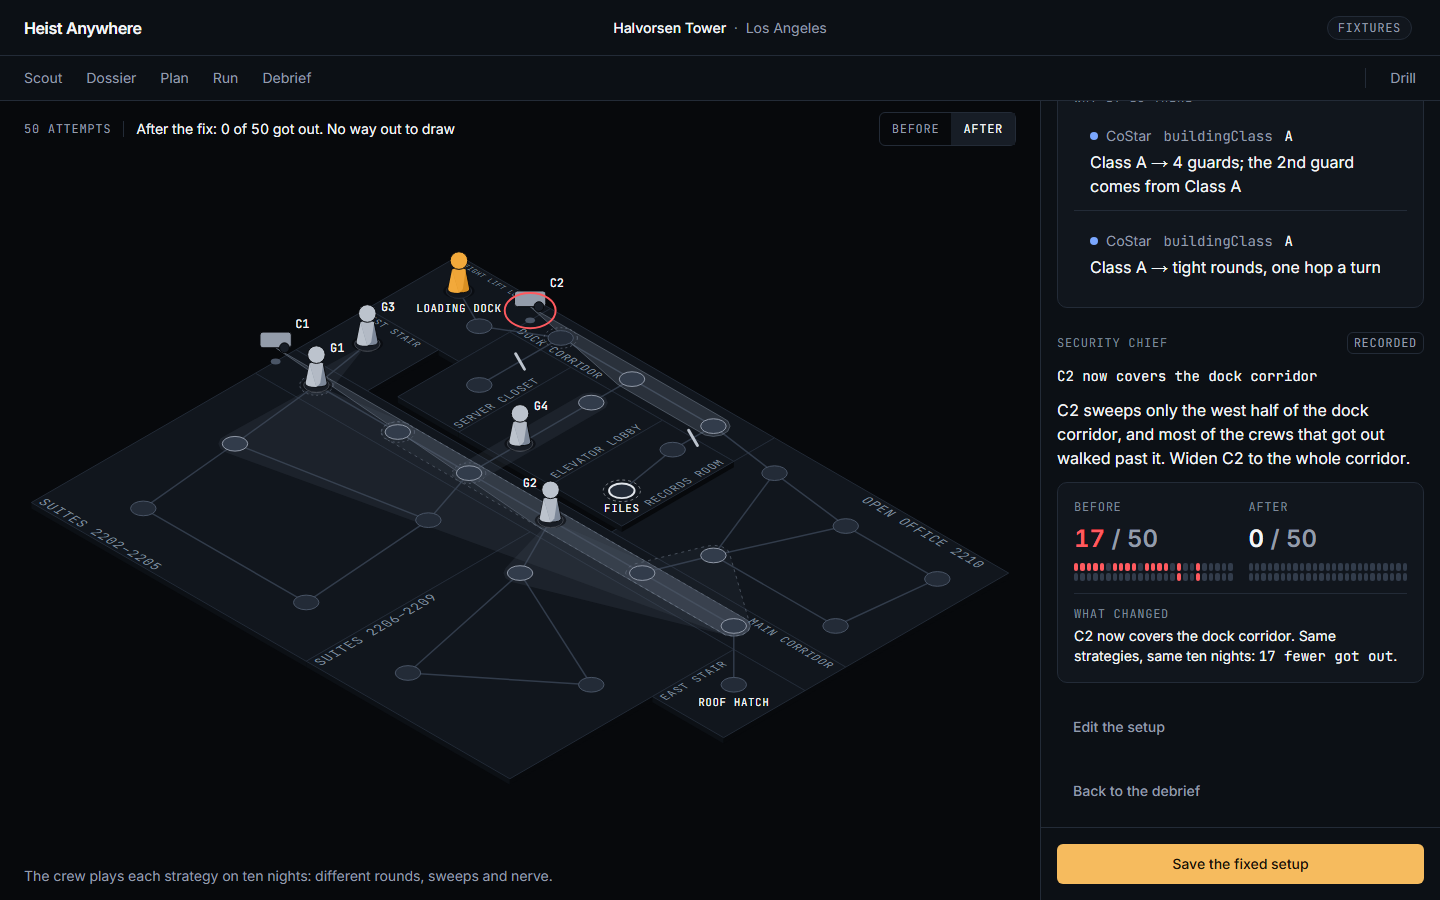 Heist Anywhere
Halvorsen Tower · Los Angeles
FIXTURES
Scout
Dossier
Plan
Run
Debrief
Drill
50 ATTEMPTS
After the fix: 0 of 50 got out. No way out to draw
BEFORE
AFTER
C2
LOADING DOCK
G3
C1
G1
DOCK CORRIDOR
SERVER CLOSET
G4
ELEVATOR LOBBY
RECORDS ROOM
FILES
G2
SUITES 2202-2205
OPEN OFFICE 2210
SUITES 2206-2209
MAIN CORRIDOR
EAST STAIR
ROOF HATCH
The crew plays each strategy on ten nights: different rounds, sweeps and nerve.
CoStar buildingClass A
Class A → 4 guards; the 2nd guard
comes from Class A
CoStar buildingClass A
Class A → tight rounds, one hop a turn
SECURITY CHIEF
RECORDED
C2 now covers the dock corridor
C2 sweeps only the west half of the dock
corridor, and most of the crews that got out
walked past it. Widen C2 to the whole corridor.
BEFORE
AFTER
17 / 50
0 / 50
WHAT CHANGED
C2 now covers the dock corridor. Same
strategies, same ten nights: 17 fewer got out.
Edit the setup
Back to the debrief
Save the fixed setup